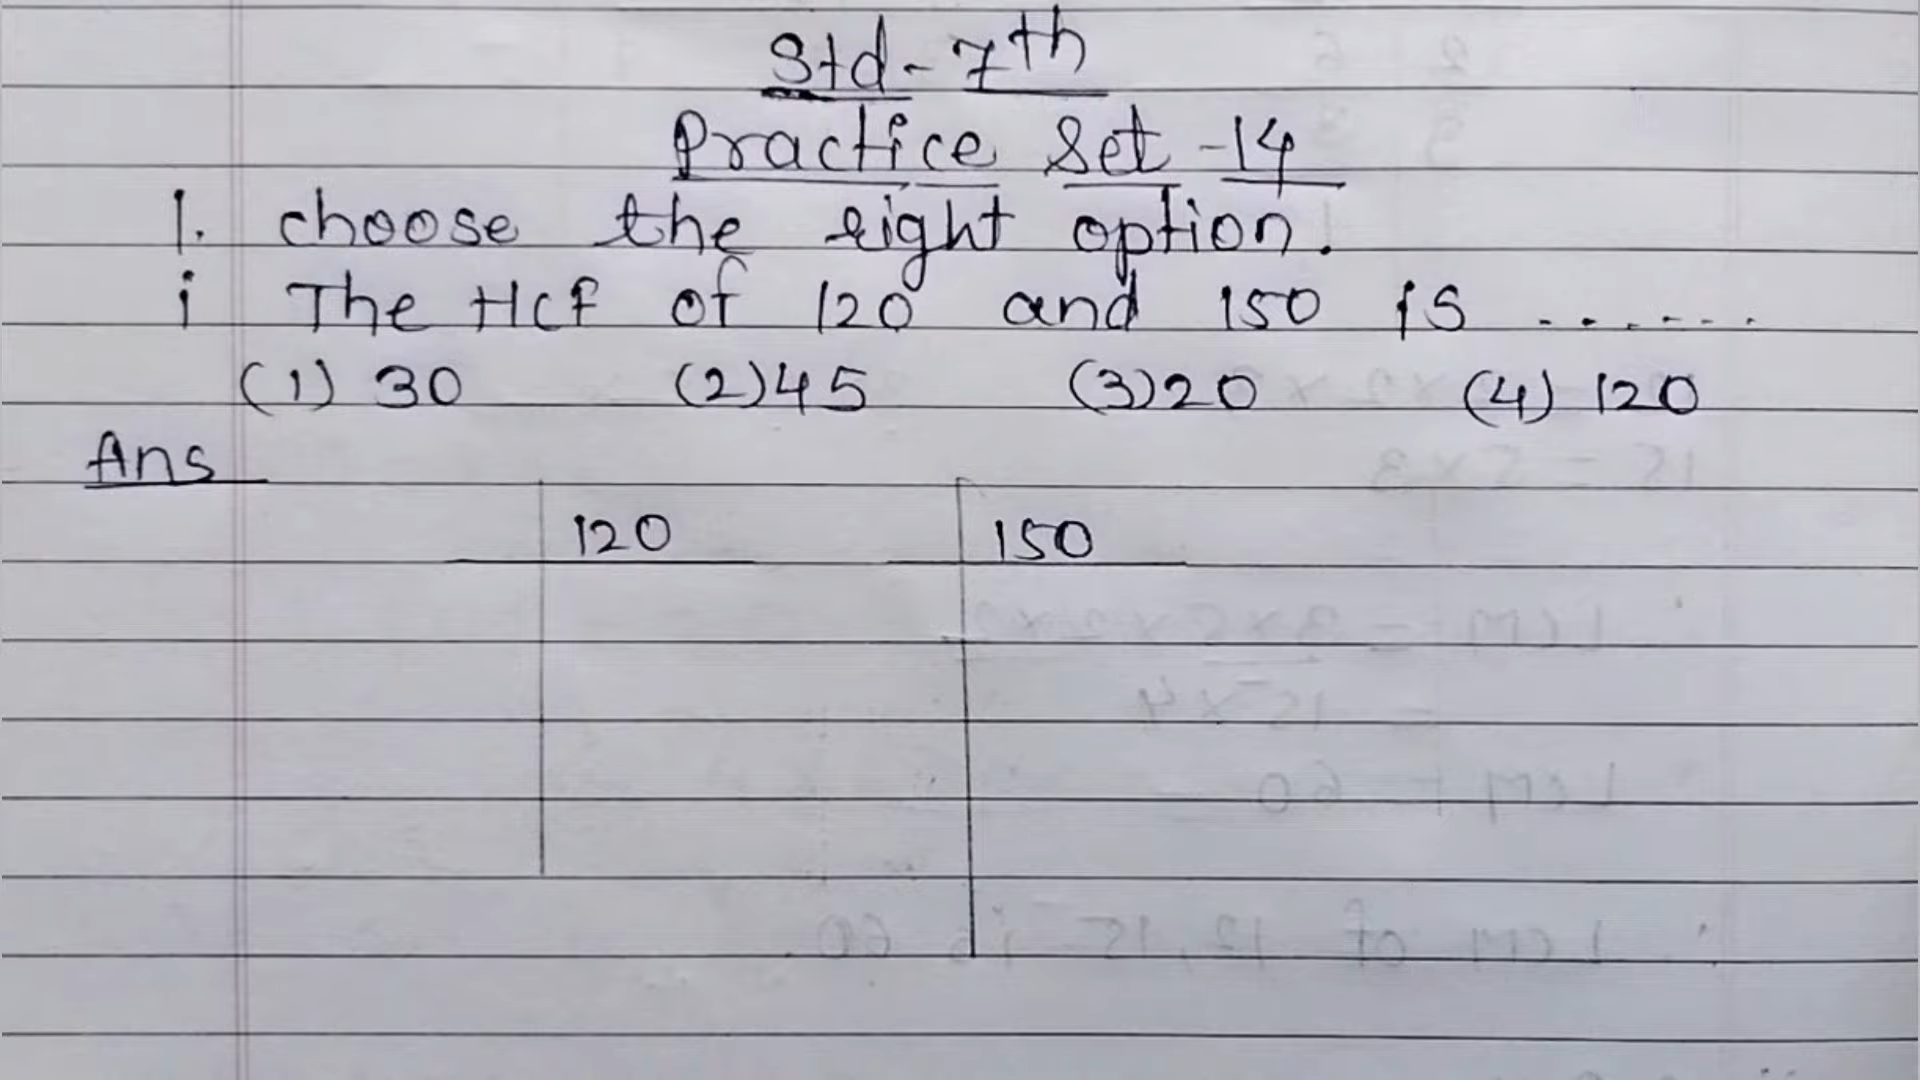 Std - 7th
Practice Set - 14
1. choose the right option.
i The HCF of 120 and 150 is .......
(1) 30 (2) 45 (3) 20 (4) 120
Ans
120 150